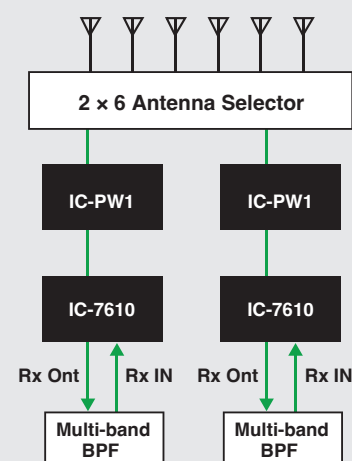 2 × 6 Antenna Selector
IC-PW1
IC-PW1
IC-7610
IC-7610
Rx Ont
Rx IN
Rx Ont
Rx IN
Multi-band
BPF
Multi-band
BPF